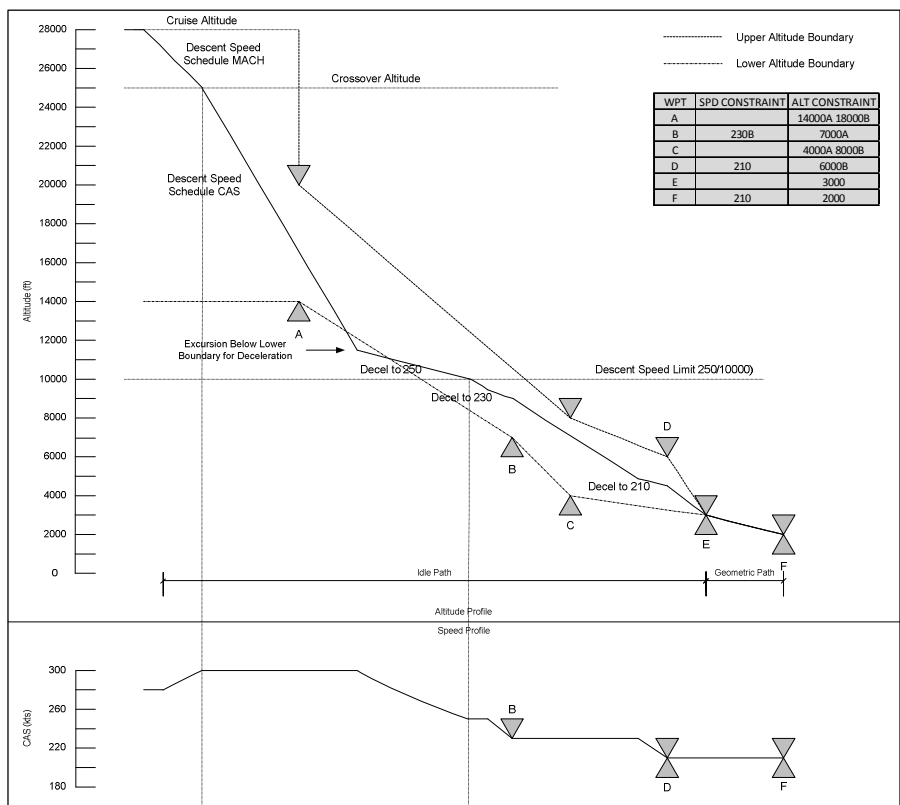 28000
26000
24000
22000
20000
18000
16000
14000
12000
10000
8000
6000
4000
2000
0
Altitude (ft)
Cruise Altitude
Descent Speed
Schedule MACH
Crossover Altitude
Descent Speed
Schedule CAS
Upper Altitude Boundary
Lower Altitude Boundary
WPT SPD CONSTRAINT ALT CONSTRAINT
A 14000A 18000B
B 230B 7000A
C 4000A 8000B
D 210 6000B
E 3000
F 210 2000
A
Excursion Below Lower
Boundary for Deceleration
Decel to 250
Descent Speed Limit 250/10000)
Decel to 230
B
D
Decel to 210
C
E
F
Idle Path
Geometric Path
Altitude Profile
Speed Profile
300
260
220
180
CAS (kts)
B
D
F